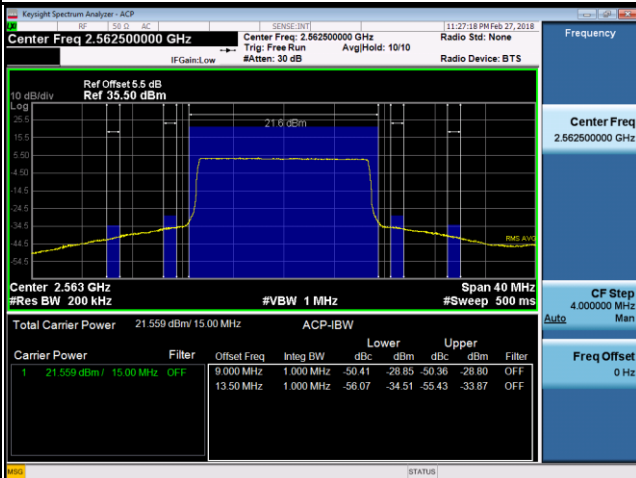 Keysight Spectrum Analyzer - ACP
RF 50 Ω AC SENSE:INT 11:27:18 PM Feb 27, 2018
Center Freq 2.562500000 GHz Center Freq: 2.562500000 GHz Radio Std: None
Trig: Free Run Avg|Hold: 10/10
IFGain:Low #Atten: 30 dB Radio Device: BTS
Ref Offset 5.5 dB
10 dB/div Ref 35.50 dBm
Log
25.5
15.5
5.50
-4.50
-14.5
-24.5
-34.5
-44.5
-54.5
21.6 dBm
RMS AVG
Center 2.563 GHz Span 40 MHz
#Res BW 200 kHz #VBW 1 MHz #Sweep 500 ms
Total Carrier Power 21.559 dBm/ 15.00 MHz ACP-IBW
Lower Upper
Carrier Power Filter Offset Freq Integ BW dBc dBm dBc dBm Filter
1 21.559 dBm / 15.00 MHz OFF 9.000 MHz 1.000 MHz -50.41 -28.85 -50.36 -28.80 OFF
13.50 MHz 1.000 MHz -56.07 -34.51 -55.43 -33.87 OFF
MSG STATUS
Frequency
Center Freq
2.562500000 GHz
CF Step
4.000000 MHz
Auto Man
Freq Offset
0 Hz